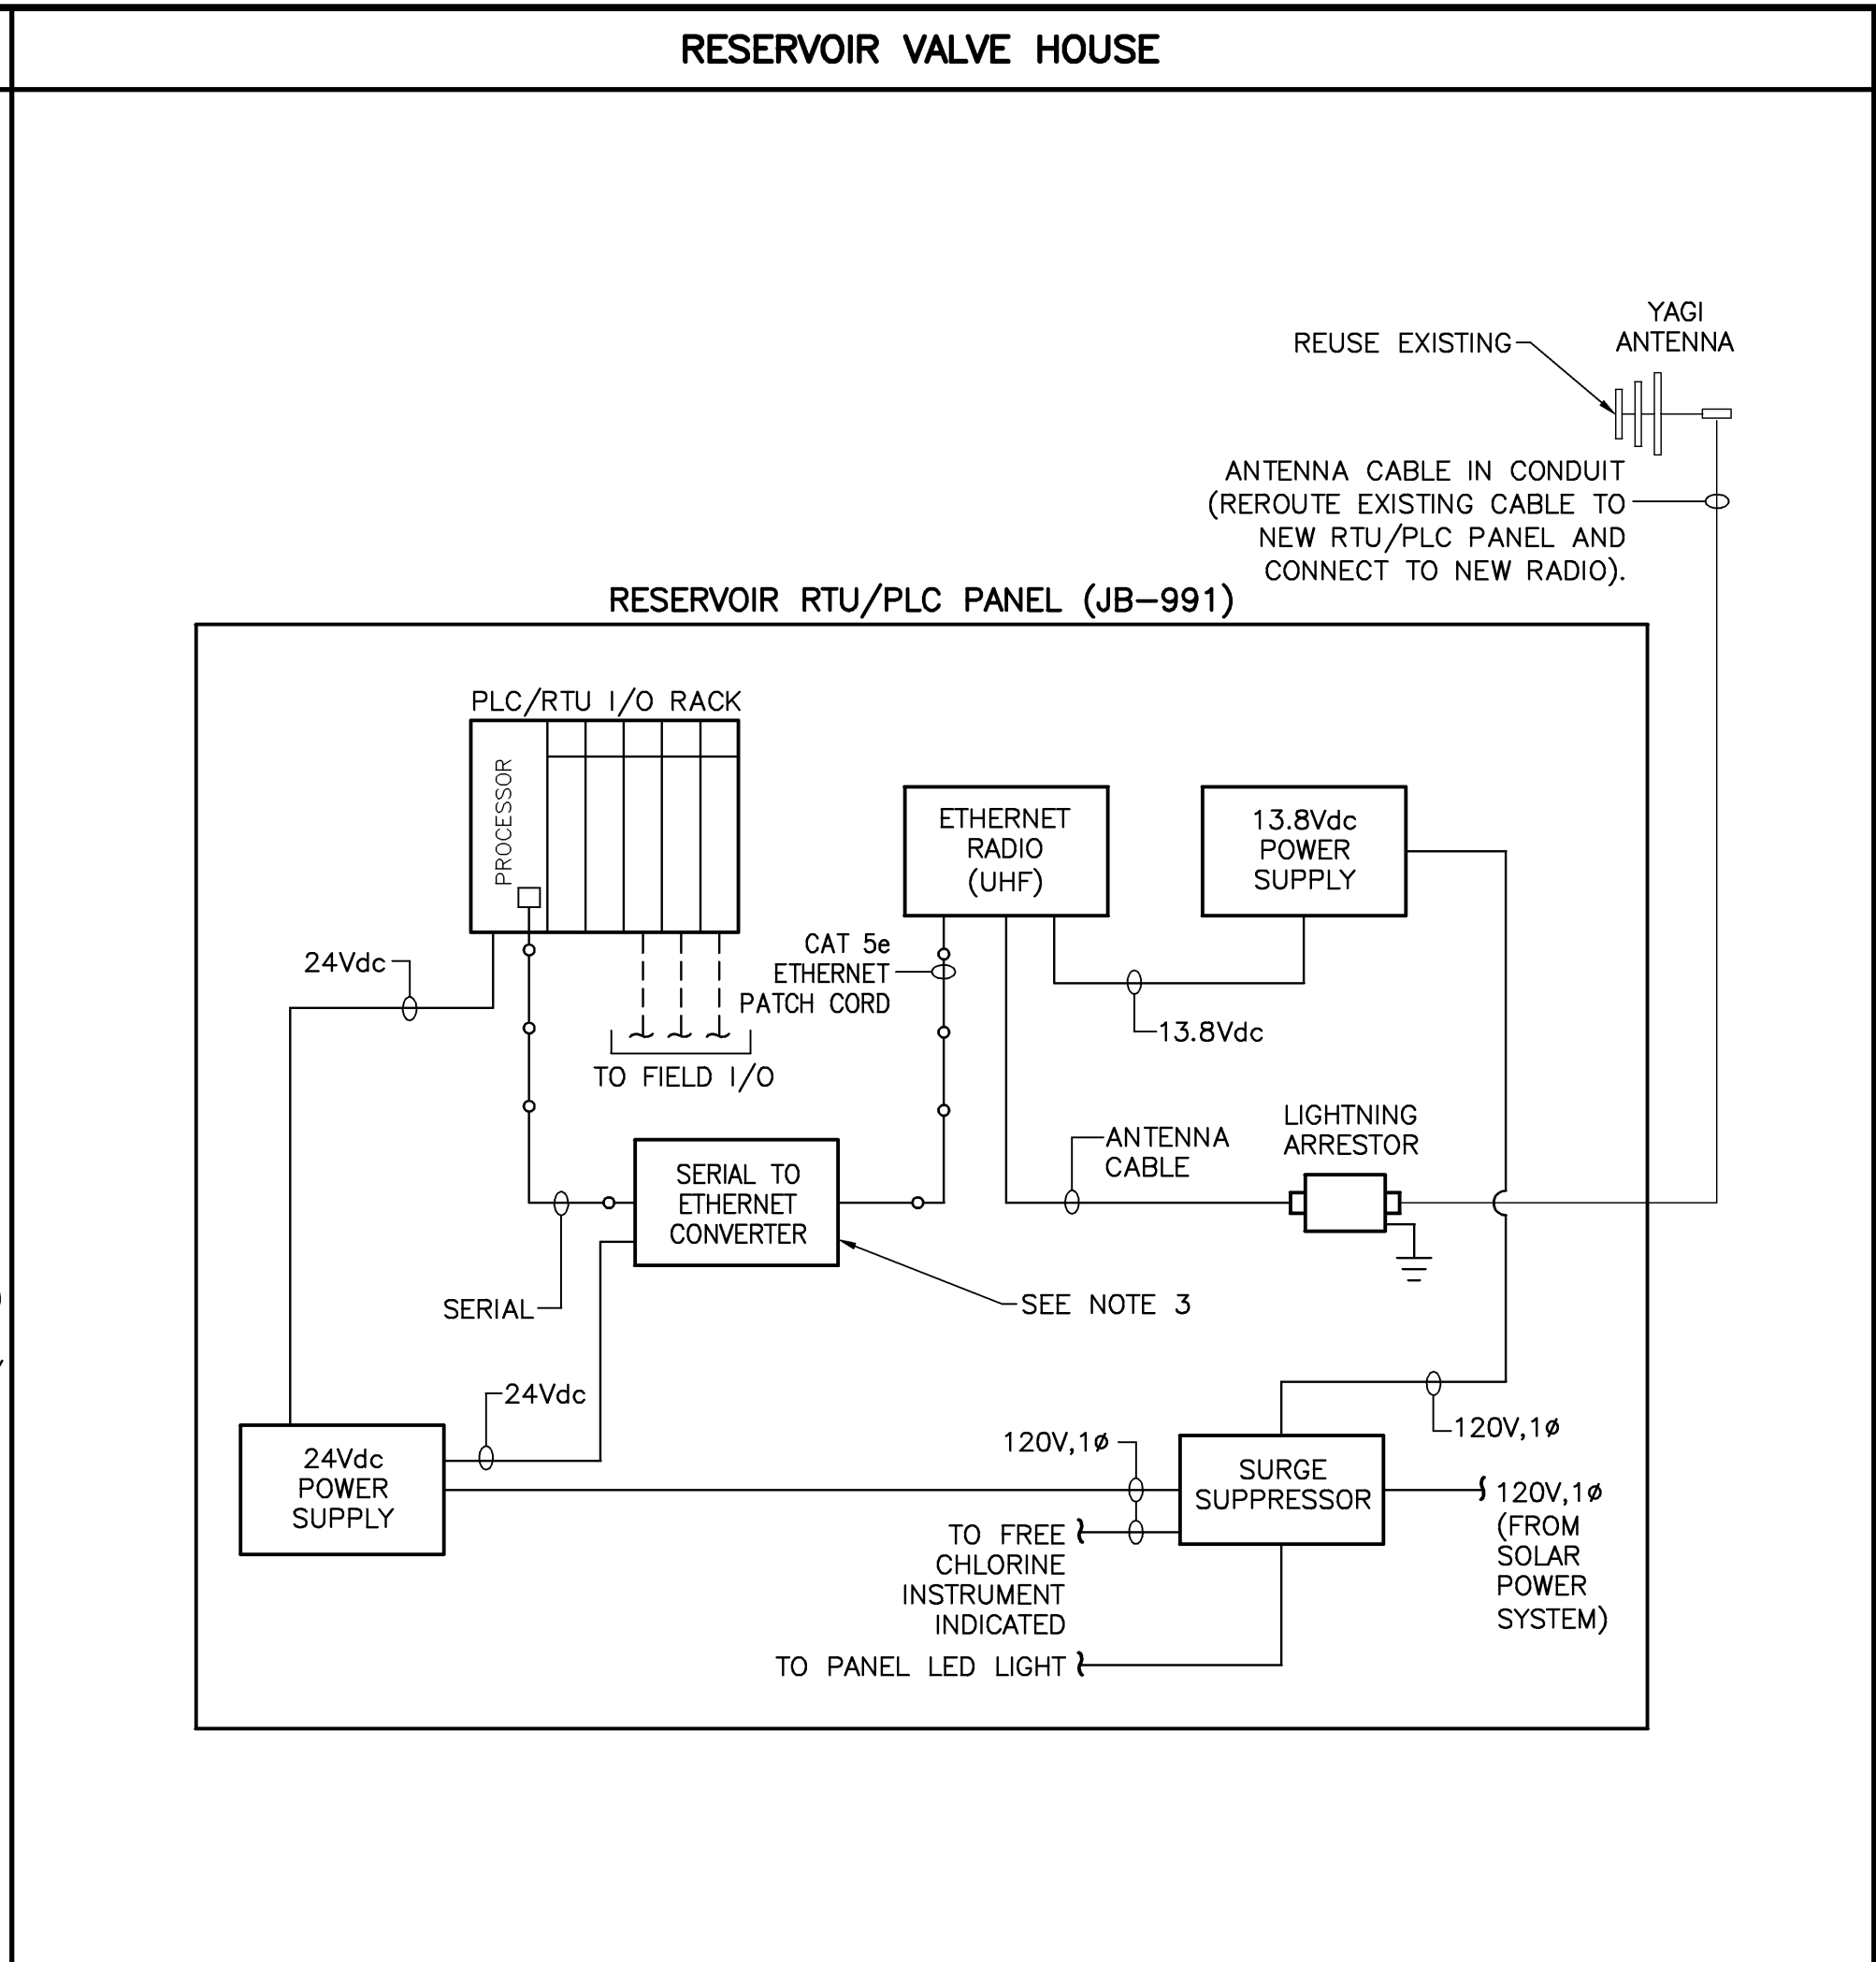 RESERVOIR VALVE HOUSE
YAGI
ANTENNA
REUSE EXISTING
ANTENNA CABLE IN CONDUIT
(REROUTE EXISTING CABLE TO
NEW RTU/PLC PANEL AND
CONNECT TO NEW RADIO).
RESERVOIR RTU/PLC PANEL (JB-991)
PLC/RTU I/O RACK
PROCESSOR
ETHERNET
RADIO
(UHF)
13.8Vdc
POWER
SUPPLY
24Vdc
CAT 5e
ETHERNET
PATCH CORD
13.8Vdc
TO FIELD I/O
LIGHTNING
ARRESTOR
ANTENNA
CABLE
SERIAL TO
ETHERNET
CONVERTER
SERIAL
SEE NOTE 3
24Vdc
120V,1ø
120V,1ø
24Vdc
POWER
SUPPLY
SURGE
SUPPRESSOR
120V,1ø
(FROM
SOLAR
POWER
SYSTEM)
TO FREE
CHLORINE
INSTRUMENT
INDICATED
TO PANEL LED LIGHT